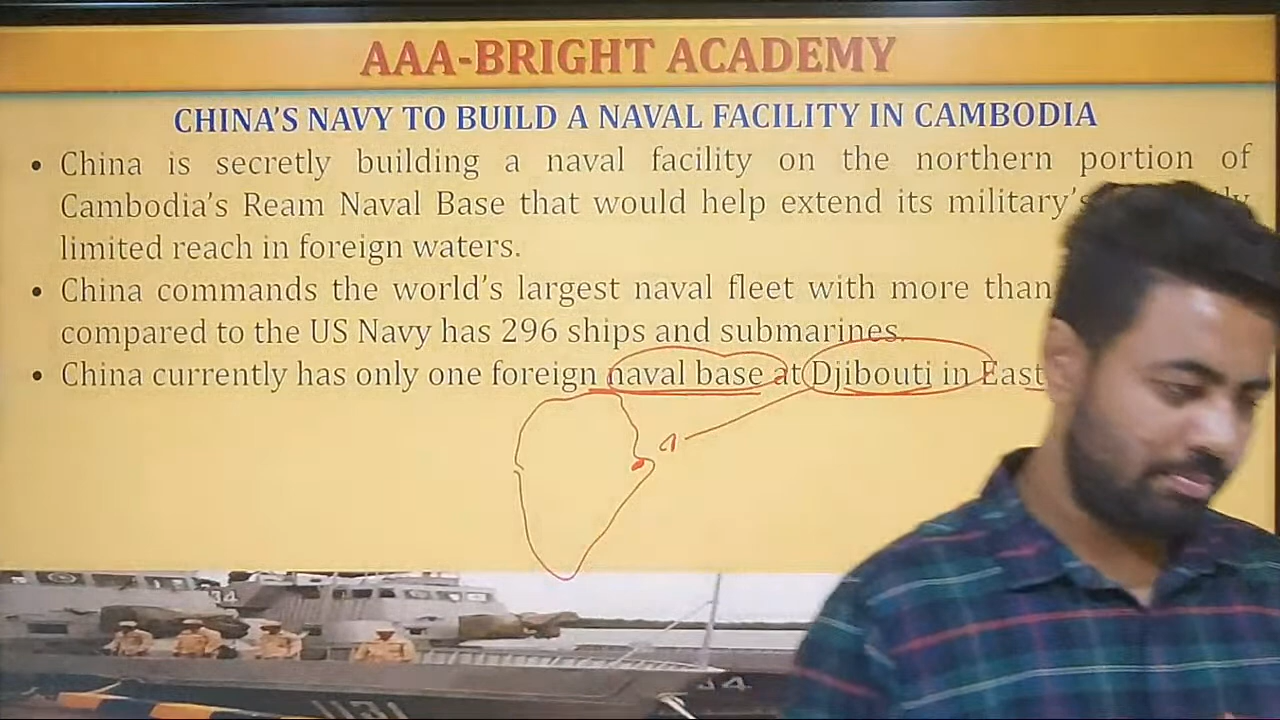 AAA-BRIGHT ACADEMY
CHINA'S NAVY TO BUILD A NAVAL FACILITY IN CAMBODIA
• China is secretly building a naval facility on the northern portion of
Cambodia's Ream Naval Base that would help extend its military's
limited reach in foreign waters.
• China commands the world's largest naval fleet with more than
compared to the US Navy has 296 ships and submarines.
• China currently has only one foreign naval base at Djibouti in East
34
J4
1131